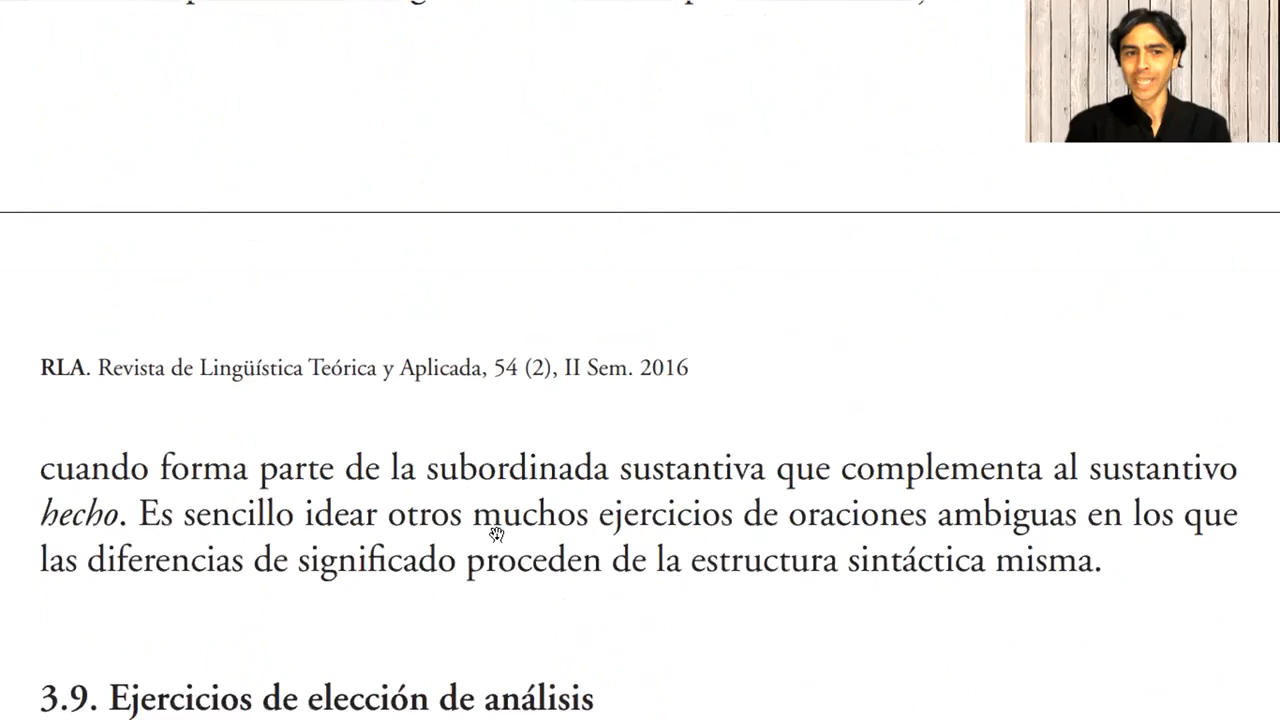 RLA. Revista de Lingüística Teórica y Aplicada, 54 (2), II Sem. 2016
cuando forma parte de la subordinada sustantiva que complementa al sustantivo
hecho. Es sencillo idear otros muchos ejercicios de oraciones ambiguas en los que
las diferencias de significado proceden de la estructura sintáctica misma.
3.9. Ejercicios de elección de análisis